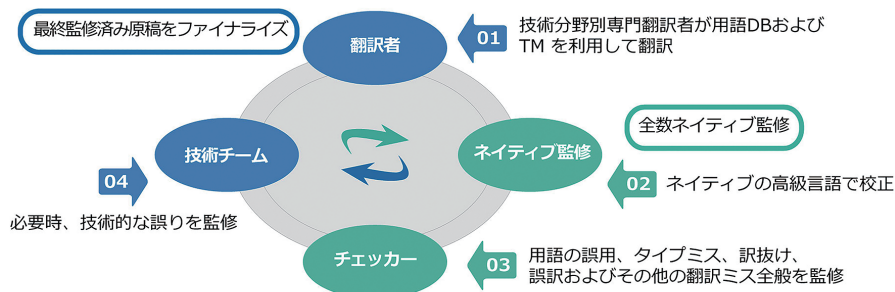 最終監修済み原稿をファイナライズ
翻訳者
01
技術分野別専門翻訳者が用語DBおよび
TM を利用して翻訳
全数ネイティブ監修
ネイティブ監修
02
ネイティブの高級言語で校正
チェッカー
03
用語の誤用、タイプミス、訳抜け、
誤訳およびその他の翻訳ミス全般を監修
技術チーム
04
必要時、技術的な誤りを監修